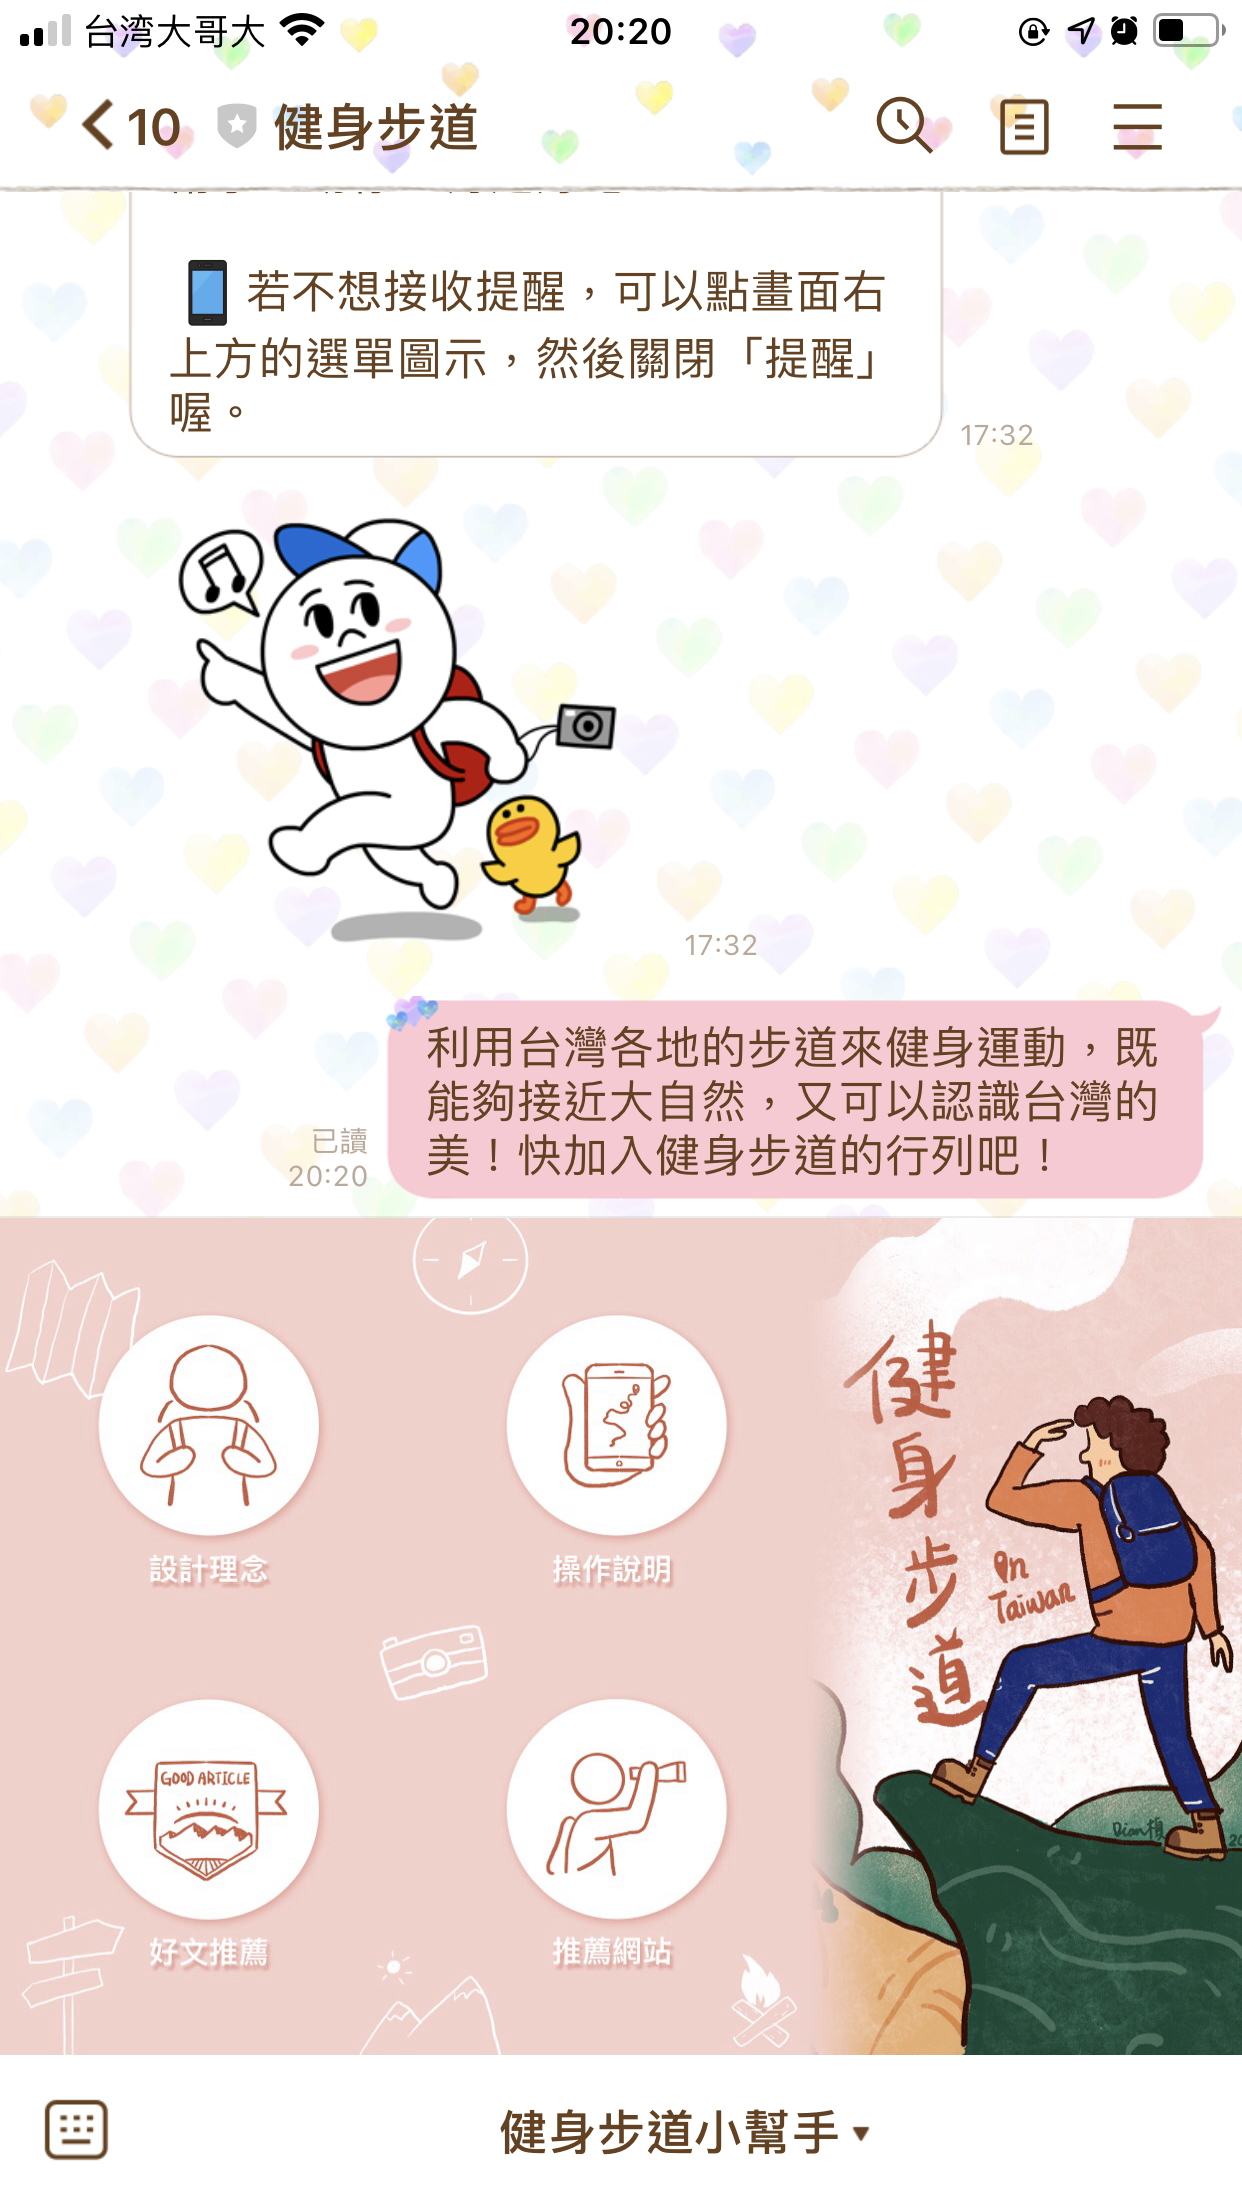 台湾大哥大
20:20
10
健身步道
若不想接收提醒，可以點畫面右
上方的選單圖示，然後關閉「提醒」
喔。
17:32
17:32
利用台灣各地的步道來健身運動，既
能夠接近大自然，又可以認識台灣的
美！快加入健身步道的行列吧！
已讀
20:20
設計理念
操作說明
健身步道
in
Taiwan
GOOD ARTICLE
好文推薦
推薦網站
健身步道小幫手